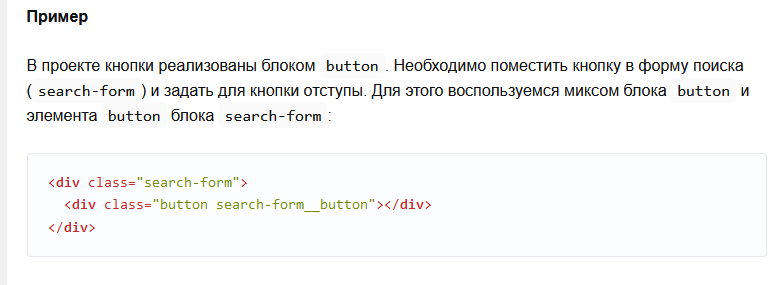 Пример
В проекте кнопки реализованы блоком button. Необходимо поместить кнопку в форму поиска
(search-form) и задать для кнопки отступы. Для этого воспользуемся миксом блока button и
элемента button блока search-form:
<div class="search-form">
  <div class="button search-form__button"></div>
</div>